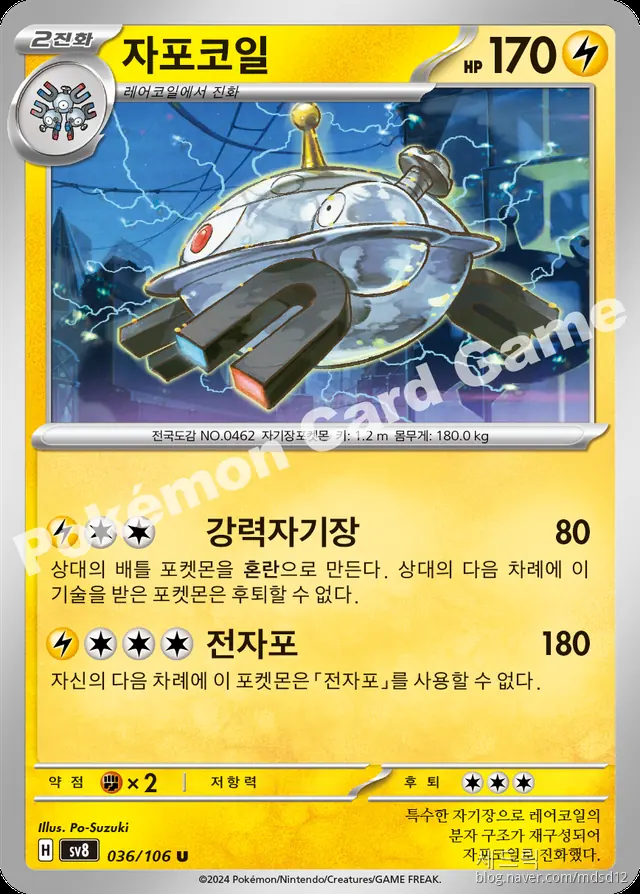 2진화 자포코일 HP 170
레어코일에서 진화
전국도감 NO.0462 자기장포켓몬 키: 1.2 m 몸무게: 180.0 kg
Pokémon Card Game
강력자기장 80
상대의 배틀 포켓몬을 혼란으로 만든다. 상대의 다음 차례에 이
기술을 받은 포켓몬은 후퇴할 수 없다.
전자포 180
자신의 다음 차례에 이 포켓몬은 「전자포」를 사용할 수 없다.
약점 ×2 저항력 후퇴
Illus. Po-Suzuki
H sv8 036/106 U
특수한 자기장으로 레어코일의
분자 구조가 재구성되어
자포코일로 진화했다.
blog.naver.com/mdsd12
©2024 Pokémon/Nintendo/Creatures/GAME FREAK.